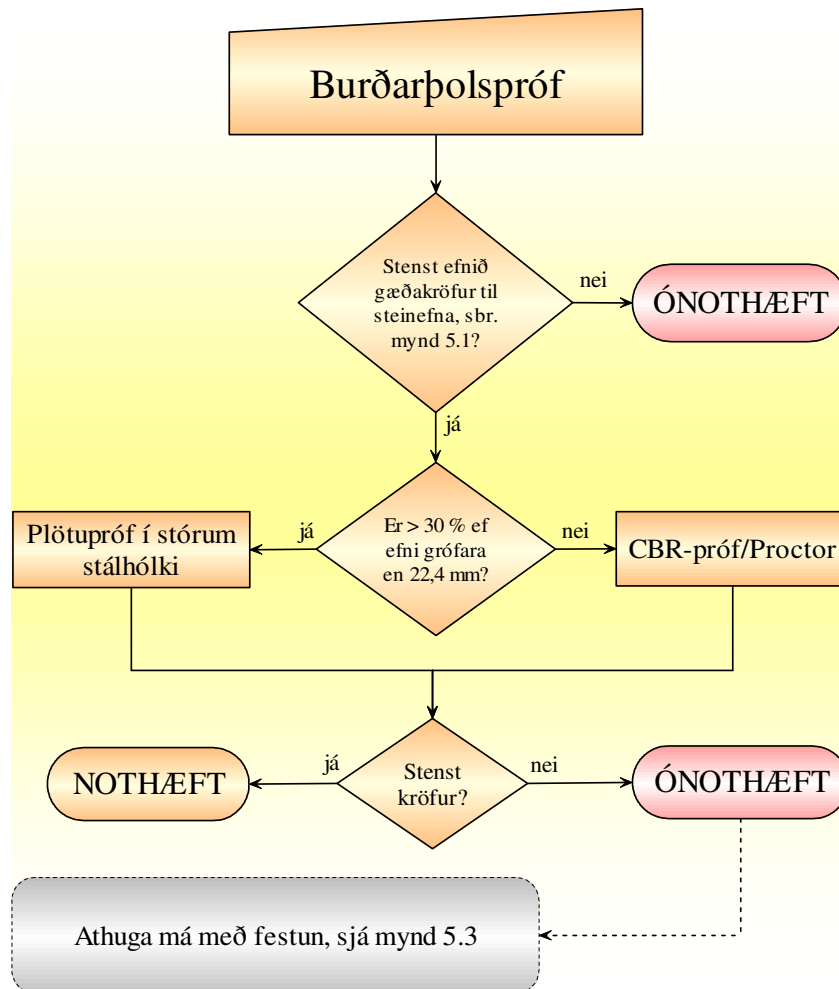 Burðarþolspróf
Stenst efnið
gæðakröfur til
steinefna, sbr.
mynd 5.1?
nei
ÓNOTHÆFT
já
Er > 30 % ef
efni grófara
en 22,4 mm?
já
Plötupróf í stórum
stálhólki
nei
CBR-próf/Proctor
Stenst
kröfur?
já
NOTHÆFT
nei
ÓNOTHÆFT
Athuga má með festun, sjá mynd 5.3